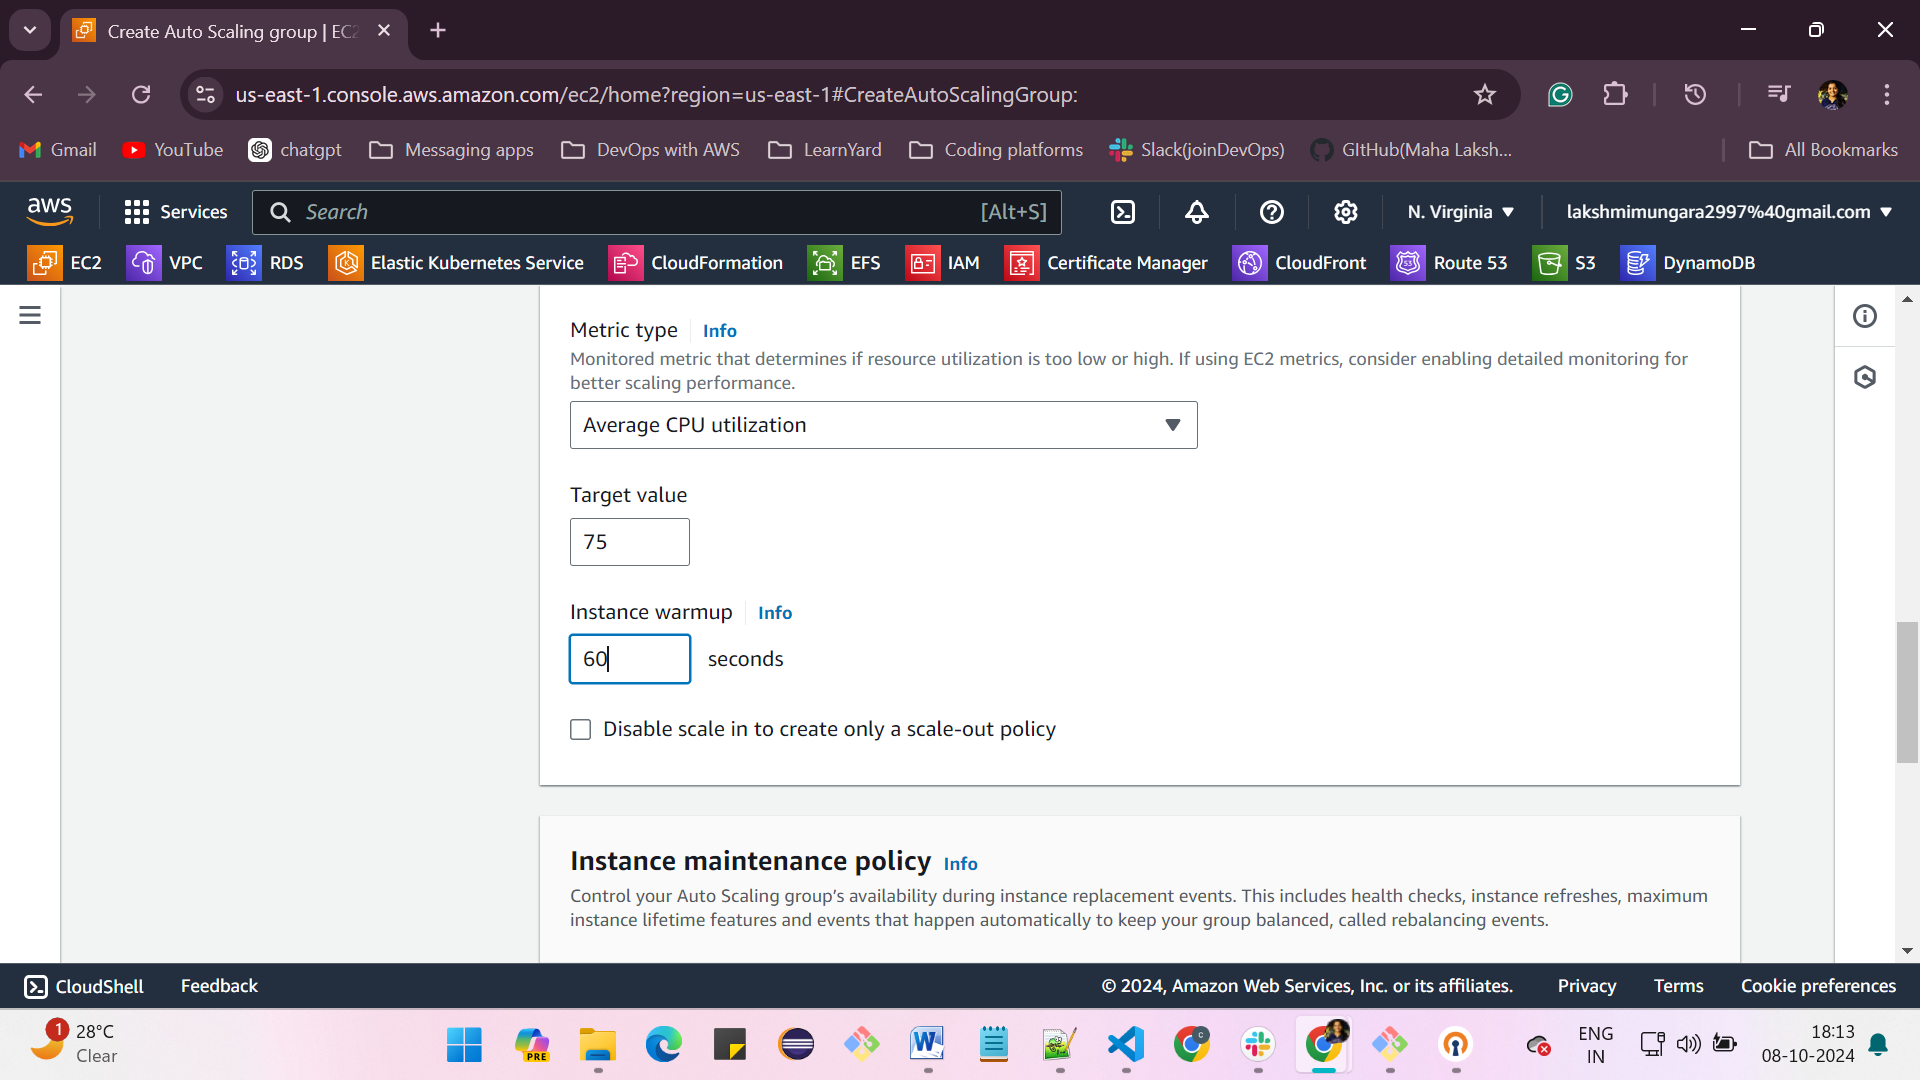 Create Auto Scaling group | EC2
us-east-1.console.aws.amazon.com/ec2/home?region=us-east-1#CreateAutoScalingGroup:
Gmail YouTube chatgpt Messaging apps DevOps with AWS LearnYard Coding platforms Slack(joinDevOps) GItHub(Maha Laksh... All Bookmarks
aws Services Search [Alt+S] N. Virginia lakshmimungara2997%40gmail.com
EC2 VPC RDS Elastic Kubernetes Service CloudFormation EFS IAM Certificate Manager CloudFront Route 53 S3 DynamoDB
Metric type Info
Monitored metric that determines if resource utilization is too low or high. If using EC2 metrics, consider enabling detailed monitoring for
better scaling performance.
Average CPU utilization
Target value
75
Instance warmup Info
60 seconds
Disable scale in to create only a scale-out policy
Instance maintenance policy Info
Control your Auto Scaling group's availability during instance replacement events. This includes health checks, instance refreshes, maximum
instance lifetime features and events that happen automatically to keep your group balanced, called rebalancing events.
CloudShell Feedback © 2024, Amazon Web Services, Inc. or its affiliates. Privacy Terms Cookie preferences
1 28°C
Clear
PRE
ENG
IN
18:13
08-10-2024